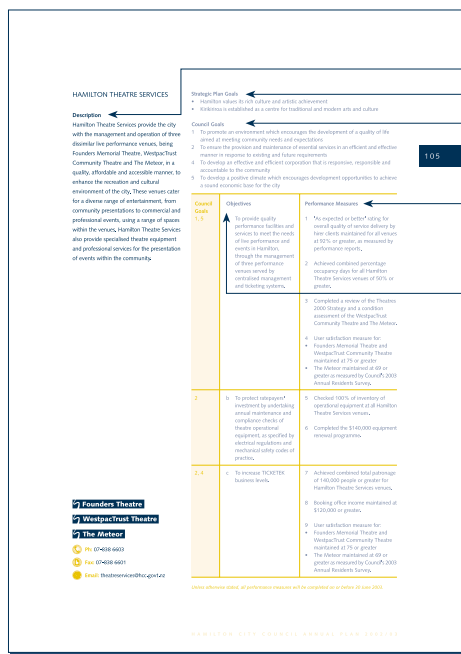 HAMILTON THEATRE SERVICES
Description
Hamilton Theatre Services provide the city
with the management and operation of three
dissimilar live performance venues, being
Founders Memorial Theatre, WestpacTrust
Community Theatre and The Meteor, in a
quality, affordable and accessible manner, to
enhance the recreation and cultural
environment of the city. These venues cater
for a diverse range of entertainment, from
community presentations to commercial and
professional events, using a range of spaces
within the venues. Hamilton Theatre Services
also provide specialised theatre equipment
and professional services for the presentation
of events within the community.
Founders Theatre
WestpacTrust Theatre
The Meteor
Ph: 07-838 6603
Fax: 07-838 6601
Email: theatreservices@hcc.govt.nz
Strategic Plan Goals
• Hamilton values its rich culture and artistic achievement
• Kirikiriroa is established as a centre for traditional and modern arts and culture
Council Goals
1 To promote an environment which encourages the development of a quality of life
aimed at meeting community needs and expectations
2 To ensure the provision and maintenance of essential services in an efficient and effective
manner in response to existing and future requirements
4 To develop an effective and efficient corporation that is responsive, responsible and
accountable to the community
5 To develop a positive climate which encourages development opportunities to achieve
a sound economic base for the city
105
Council
Goals
Objectives
Performance Measures
1, 5
To provide quality
performance facilities and
services to meet the needs
of live performance and
events in Hamilton,
through the management
of three performance
venues served by
centralised management
and ticketing systems.
1 'As expected or better' rating for
overall quality of service delivery by
hirer clients maintained for all venues
at 92% or greater, as measured by
performance reports.
2 Achieved combined percentage
occupancy days for all Hamilton
Theatre Services venues of 50% or
greater.
3 Completed a review of the Theatres
2000 Strategy and a condition
assessment of the WestpacTrust
Community Theatre and The Meteor.
4 User satisfaction measure for:
• Founders Memorial Theatre and
WestpacTrust Community Theatre
maintained at 75 or greater
• The Meteor maintained at 69 or
greater as measured by Council's 2003
Annual Residents Survey.
2
b To protect ratepayers'
investment by undertaking
annual maintenance and
compliance checks of
theatre operational
equipment, as specified by
electrical regulations and
mechanical safety codes of
practice.
5 Checked 100% of inventory of
operational equipment at all Hamilton
Theatre Services venues.
6 Completed the $140,000 equipment
renewal programme.
2, 4
c To increase TICKETEK
business levels.
7 Achieved combined total patronage
of 140,000 people or greater for
Hamilton Theatre Services venues.
8 Booking office income maintained at
$120,000 or greater.
9 User satisfaction measure for:
• Founders Memorial Theatre and
WestpacTrust Community Theatre
maintained at 75 or greater
• The Meteor maintained at 69 or
greater as measured by Council's
Annual Residents Survey.
Unless otherwise stated, all performance measures will be completed on or before 30 June 2003.
HAMILTON CITY COUNCIL ANNUAL PLAN